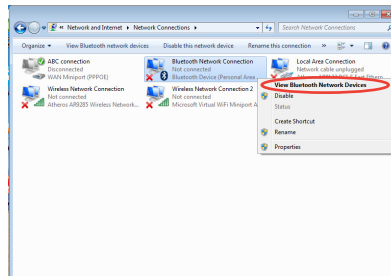 « Network and Internet ▸ Network Connections ▸
Search Network Connections
Organize View Bluetooth network devices Disable this network device Rename this connection »
ABC connection
Disconnected
WAN Miniport (PPPOE)
Bluetooth Network Connection
Not connected
Bluetooth Device (Personal Area
Local Area Connection
Network cable unplugged
Wireless Network Connection
Not connected
Atheros AR9285 Wireless Network...
Wireless Network Connection 2
Not connected
Microsoft Virtual WiFi Miniport A
View Bluetooth Network Devices
Disable
Status
Create Shortcut
Rename
Properties